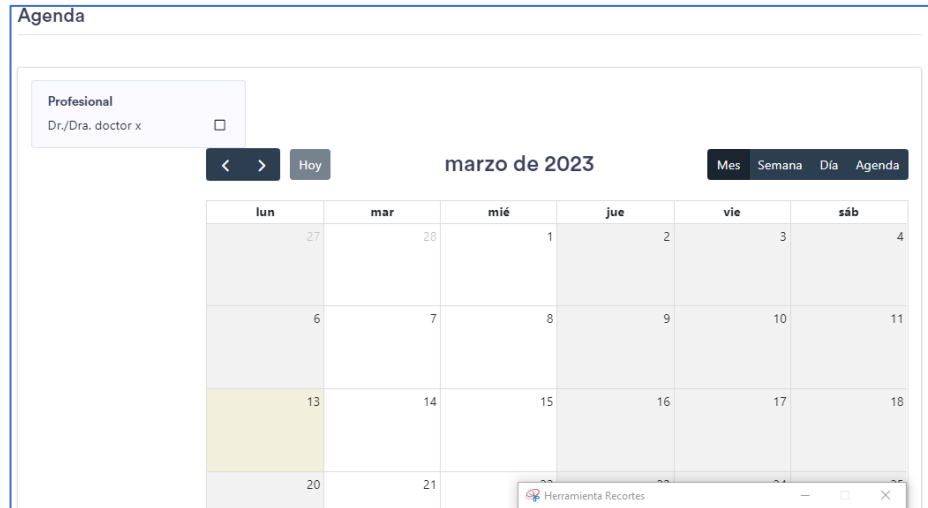 Agenda
Profesional
Dr./Dra. doctor x
Hoy
marzo de 2023
Mes Semana Día Agenda
lun mar mié jue vie sáb
27 28 1 2 3 4
6 7 8 9 10 11
13 14 15 16 17 18
20 21
Herramienta Recortes